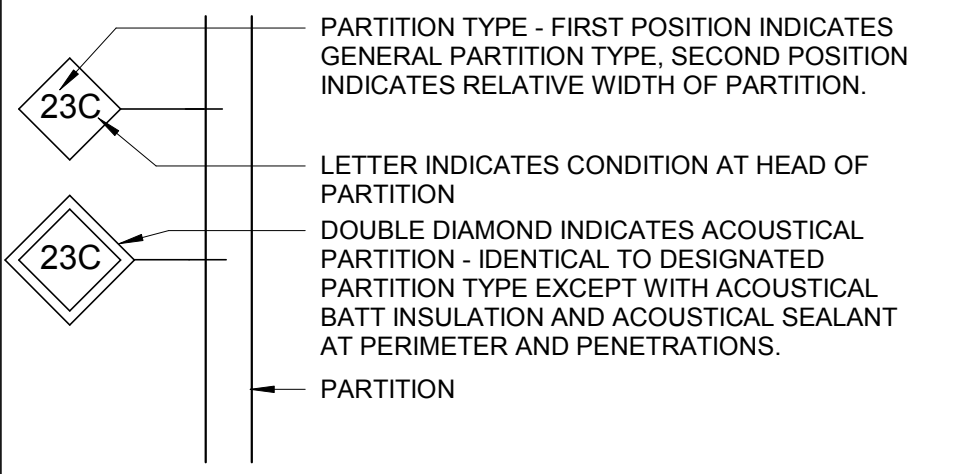 PARTITION TYPE - FIRST POSITION INDICATES
GENERAL PARTITION TYPE, SECOND POSITION
INDICATES RELATIVE WIDTH OF PARTITION.
23C
LETTER INDICATES CONDITION AT HEAD OF
PARTITION
DOUBLE DIAMOND INDICATES ACOUSTICAL
PARTITION - IDENTICAL TO DESIGNATED
PARTITION TYPE EXCEPT WITH ACOUSTICAL
BATT INSULATION AND ACOUSTICAL SEALANT
AT PERIMETER AND PENETRATIONS.
23C
PARTITION